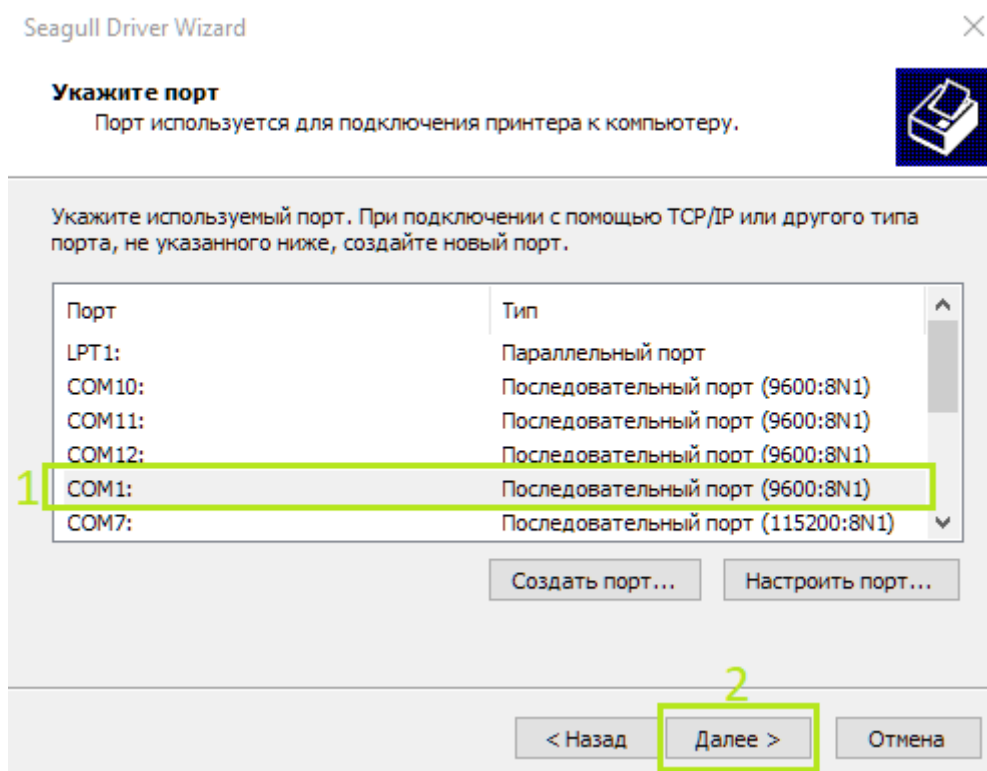 Seagull Driver Wizard
Укажите порт
Порт используется для подключения принтера к компьютеру.
Укажите используемый порт. При подключении с помощью TCP/IP или другого типа
порта, не указанного ниже, создайте новый порт.
Порт Тип
LPT1: Параллельный порт
COM10: Последовательный порт (9600:8N1)
COM11: Последовательный порт (9600:8N1)
COM12: Последовательный порт (9600:8N1)
1 COM1: Последовательный порт (9600:8N1)
COM7: Последовательный порт (115200:8N1)
Создать порт... Настроить порт...
2
< Назад Далее > Отмена